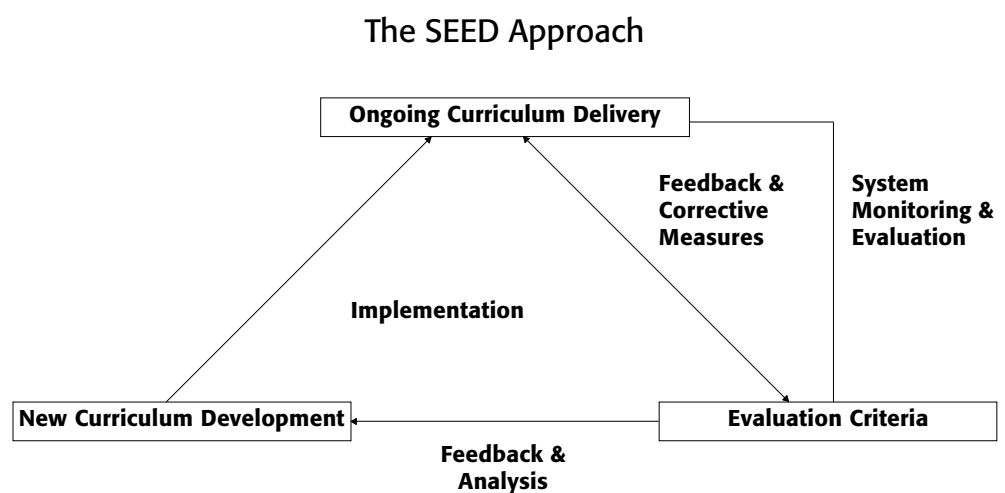 The SEED Approach
Ongoing Curriculum Delivery
Feedback &
Corrective
Measures
System
Monitoring &
Evaluation
Implementation
New Curriculum Development
Evaluation Criteria
Feedback &
Analysis